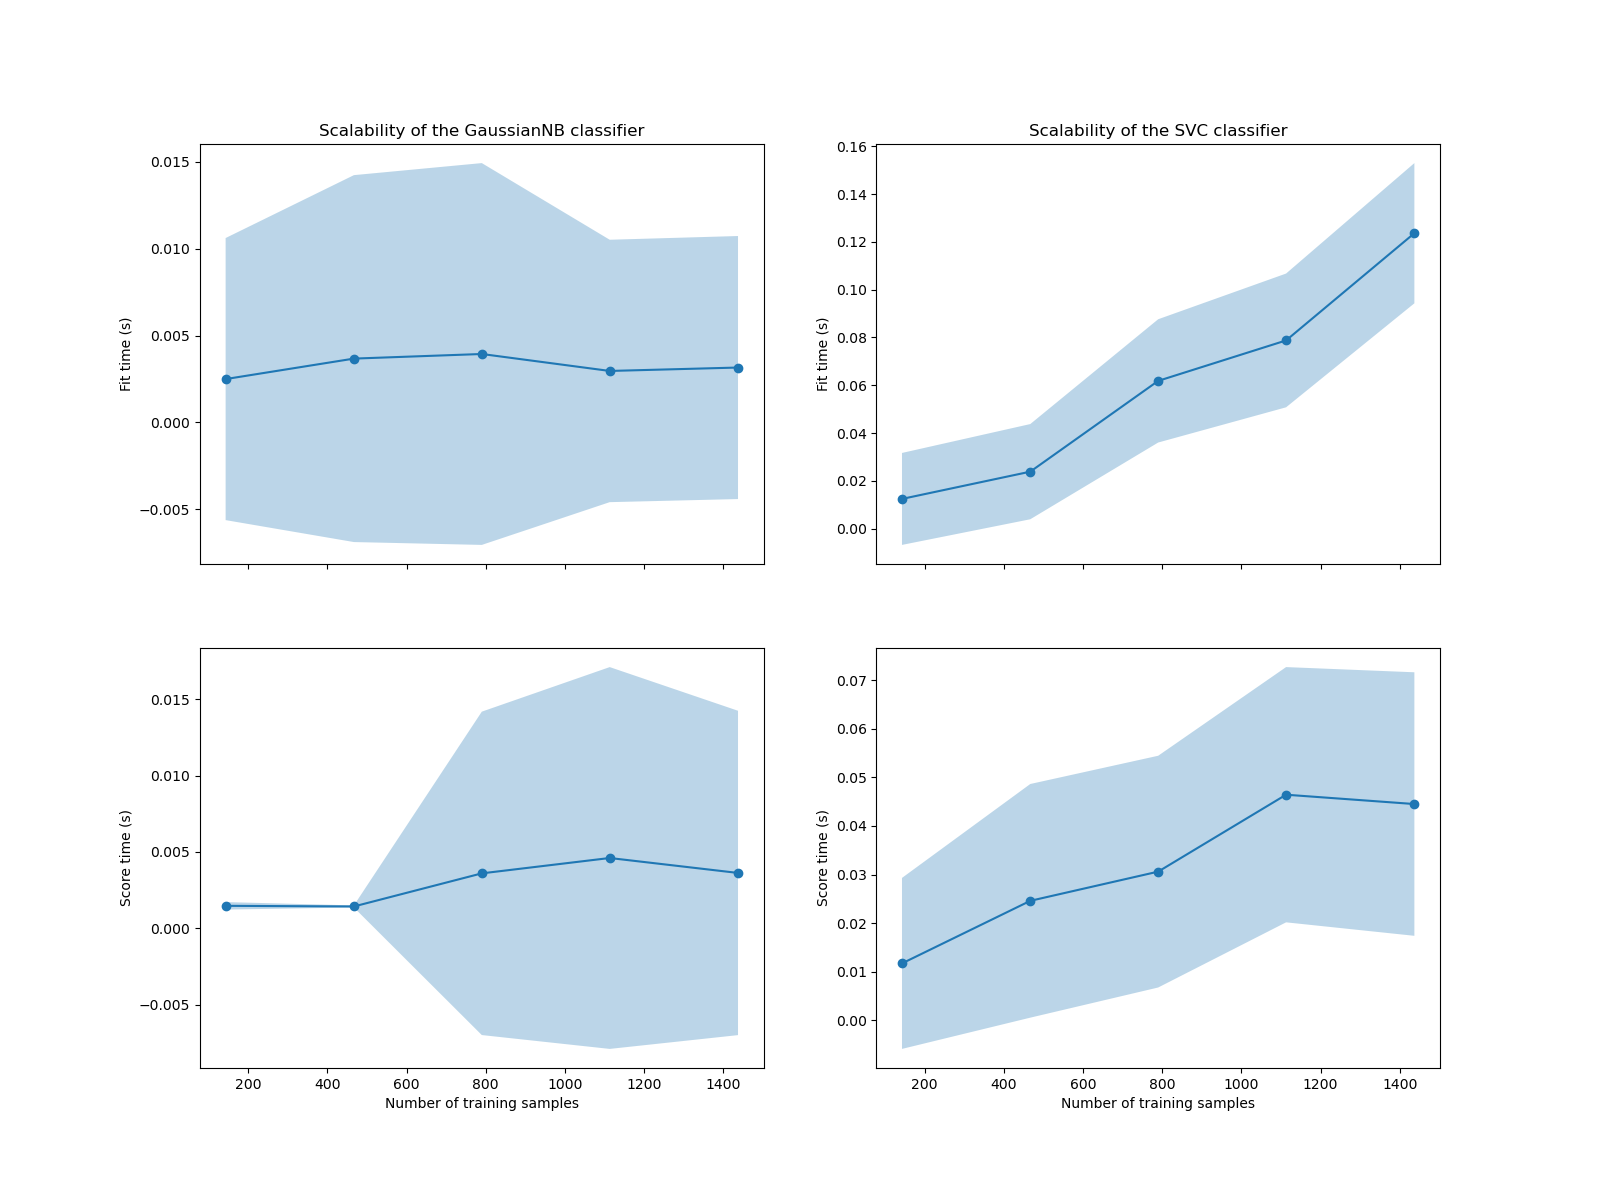 Scalability of the GaussianNB classifier
0.015
0.010
0.005
0.000
−0.005
Fit time (s)
Scalability of the SVC classifier
0.16
0.14
0.12
0.10
0.08
0.06
0.04
0.02
0.00
Fit time (s)
0.015
0.010
0.005
0.000
−0.005
Score time (s)
200 400 600 800 1000 1200 1400
Number of training samples
0.07
0.06
0.05
0.04
0.03
0.02
0.01
0.00
Score time (s)
200 400 600 800 1000 1200 1400
Number of training samples